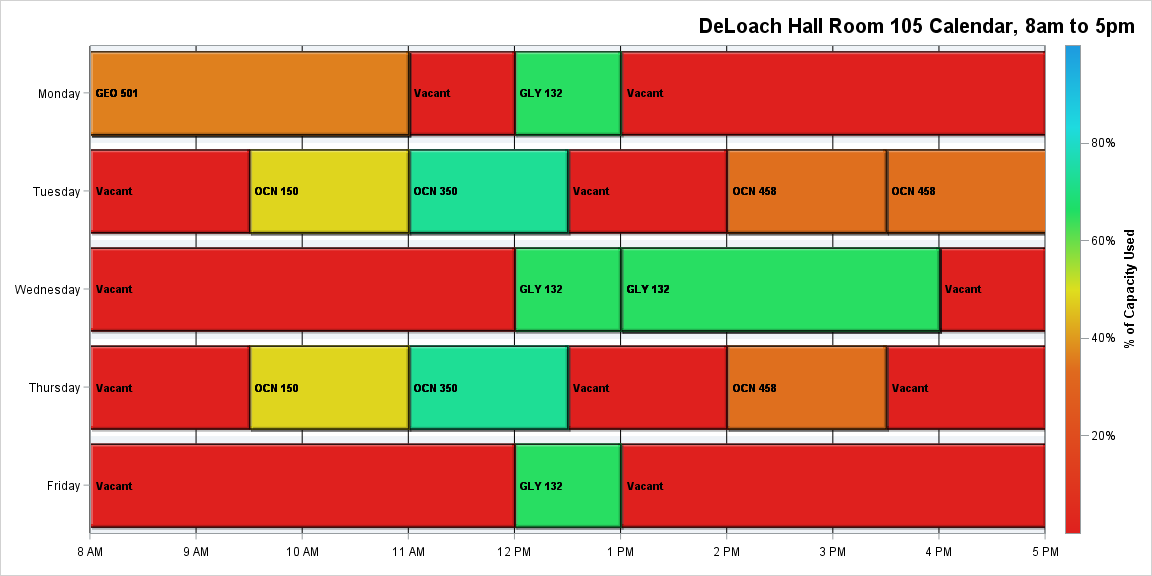 DeLoach Hall Room 105 Calendar, 8am to 5pm
Monday
GEO 501
Vacant
GLY 132
Vacant
Tuesday
Vacant
OCN 150
OCN 350
Vacant
OCN 458
OCN 458
Wednesday
Vacant
GLY 132
GLY 132
Vacant
Thursday
Vacant
OCN 150
OCN 350
Vacant
OCN 458
Vacant
Friday
Vacant
GLY 132
Vacant
8 AM
9 AM
10 AM
11 AM
12 PM
1 PM
2 PM
3 PM
4 PM
5 PM
80%
60%
40%
20%
% of Capacity Used